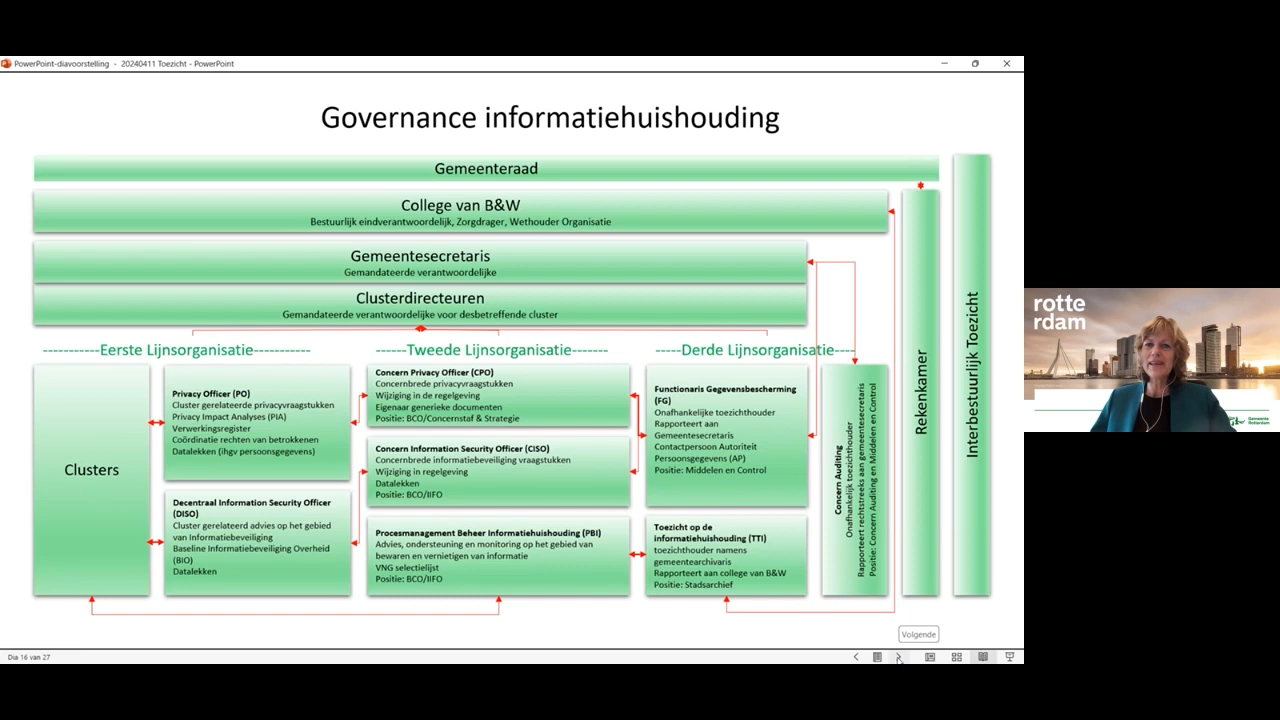 PowerPoint-diavoorstelling - 20240411 Toezicht - PowerPoint
Governance informatiehuishouding
Gemeenteraad
College van B&W
Bestuurlijk eindverantwoordelijk, Zorgdrager, Wethouder Organisatie
Gemeentesecretaris
Gemandateerde verantwoordelijke
Clusterdirecteuren
Gemandateerde verantwoordelijke voor desbetreffende cluster
-----------Eerste Lijnsorganisatie-----------
------Tweede Lijnsorganisatie-------
------Derde Lijnsorganisatie----
Clusters
Privacy Officer (PO)
Cluster gerelateerde privacyvraagstukken
Privacy Impact Analyses (PIA)
Verwerkingsregister
Coördinatie rechten van betrokkenen
Datalekken (ihgv persoonsgegevens)
Decentraal Information Security Officer
(DISO)
Cluster gerelateerd advies op het gebied
van Informatiebeveiliging
Baseline Informatiebeveiliging Overheid
(BIO)
Datalekken
Concern Privacy Officer (CPO)
Concernbrede privacyvraagstukken
Wijziging in de regelgeving
Eigenaar generieke documenten
Positie: BCO/Concernstaf & Strategie
Concern Information Security Officer (CISO)
Concernbrede informatiebeveiliging vraagstukken
Wijziging in regelgeving
Datalekken
Positie: BCO/IIFO
Procesmanagement Beheer Informatiehuishouding (PBI)
Advies, ondersteuning en monitoring op het gebied van
bewaren en vernietigen van informatie
VNG selectielijst
Positie: BCO/IIFO
Functionaris Gegevensbescherming
(FG)
Onafhankelijke toezichthouder
Rapporteert aan
Gemeentesecretaris
Contactpersoon Autoriteit
Persoonsgegevens (AP)
Positie: Middelen en Control
Toezicht op de
informatiehuishouding (TTI)
toezichthouder namens
gemeentearchivaris
Rapporteert aan college van B&W
Positie: Stadsarchief
Concern Auditing
Onafhankelijk toezichthouder
Rapporteert rechtstreeks aan gemeentesecretaris
Positie: Concern Auditing en Middelen en Control
Rekenkamer
Interbestuurlijk Toezicht
Volgende
Dia 16 van 27
rotte
rdam
Gemeente
Rotterdam